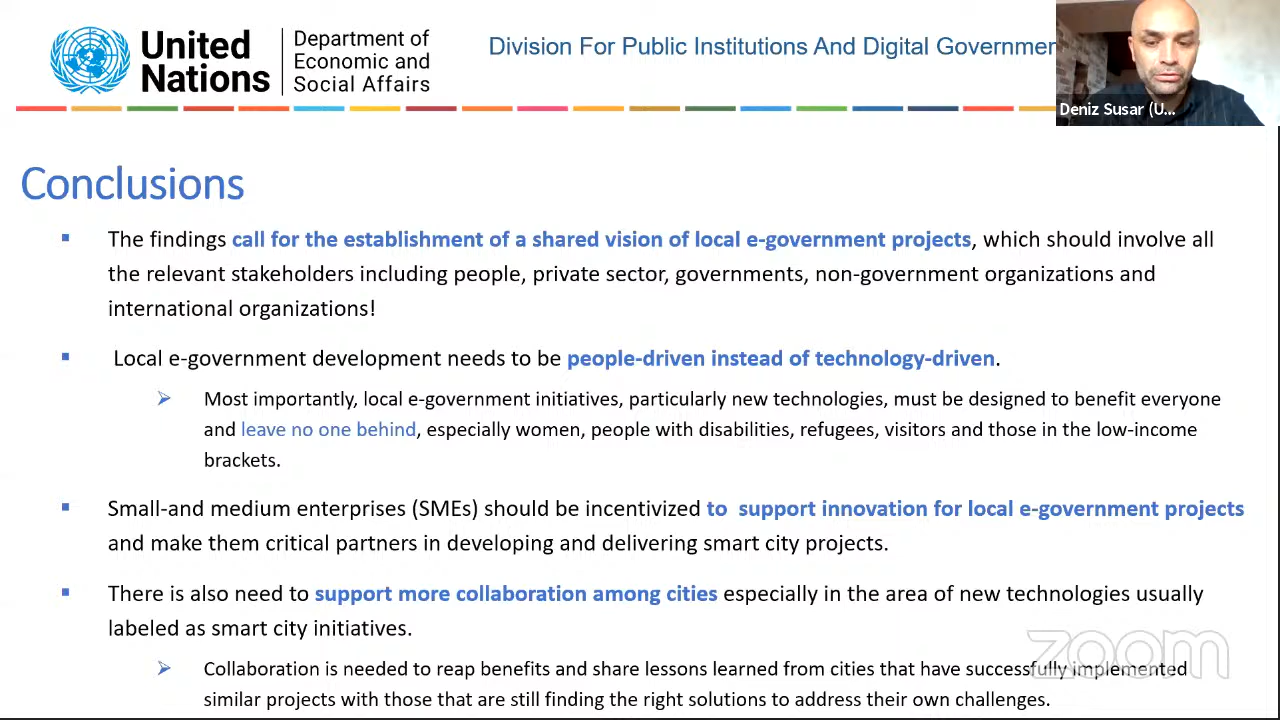 United
Nations
Department of
Economic and
Social Affairs
Division For Public Institutions And Digital Governmen
Deniz Susar (U...
Conclusions
▪ The findings call for the establishment of a shared vision of local e-government projects, which should involve all
the relevant stakeholders including people, private sector, governments, non-government organizations and
international organizations!
▪ Local e-government development needs to be people-driven instead of technology-driven.
➢ Most importantly, local e-government initiatives, particularly new technologies, must be designed to benefit everyone
and leave no one behind, especially women, people with disabilities, refugees, visitors and those in the low-income
brackets.
▪ Small-and medium enterprises (SMEs) should be incentivized to support innovation for local e-government projects
and make them critical partners in developing and delivering smart city projects.
▪ There is also need to support more collaboration among cities especially in the area of new technologies usually
labeled as smart city initiatives.
➢ Collaboration is needed to reap benefits and share lessons learned from cities that have successfully implemented
similar projects with those that are still finding the right solutions to address their own challenges.
zoom